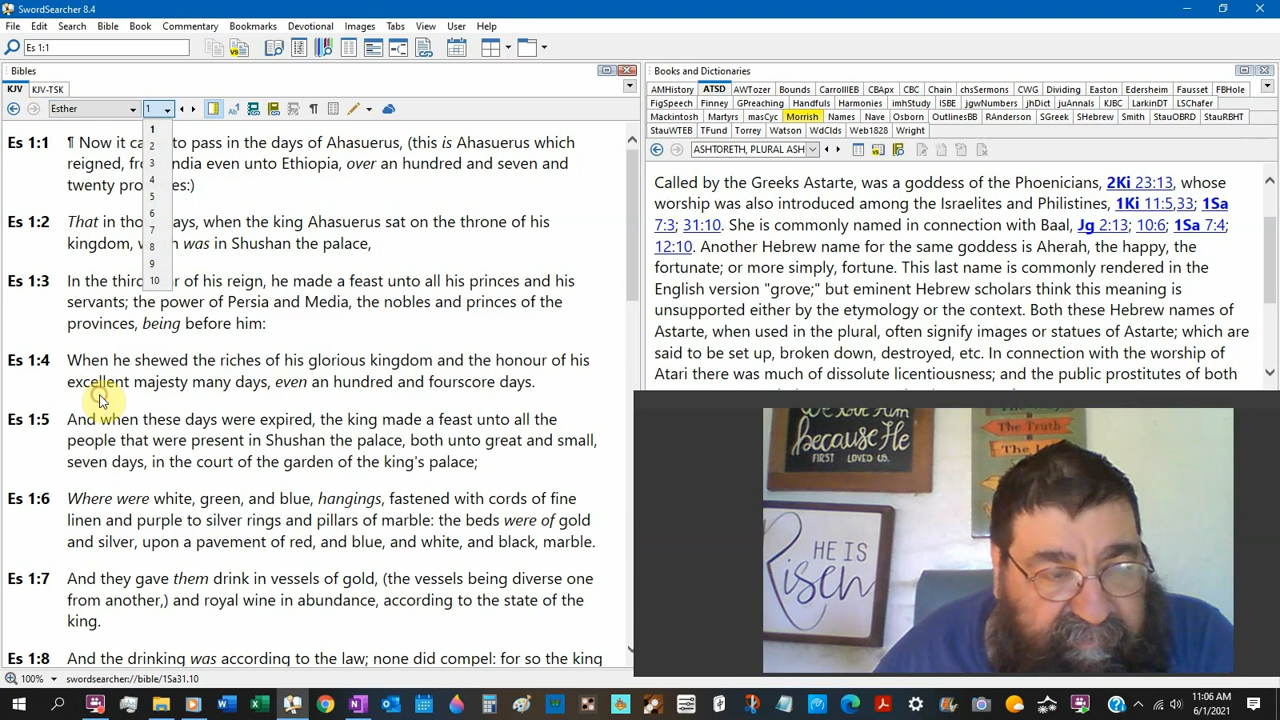 SwordSearcher 8.4
File Edit Search Bible Book Commentary Bookmarks Devotional Images Tabs View User Help
Es 1:1
Bibles
KJV KJV-TSK
Esther 1
1
2
3
4
5
6
7
8
9
10
Es 1:1 ¶ Now it ca to pass in the days of Ahasuerus, (this is Ahasuerus which
reigned, fr ndia even unto Ethiopia, over an hundred and seven and
twenty pro es:)
Es 1:2 That in tho ays, when the king Ahasuerus sat on the throne of his
kingdom, w was in Shushan the palace,
Es 1:3 In the third r of his reign, he made a feast unto all his princes and his
servants; the power of Persia and Media, the nobles and princes of the
provinces, being before him:
Es 1:4 When he shewed the riches of his glorious kingdom and the honour of his
excellent majesty many days, even an hundred and fourscore days.
Es 1:5 And when these days were expired, the king made a feast unto all the
people that were present in Shushan the palace, both unto great and small,
seven days, in the court of the garden of the king's palace;
Es 1:6 Where were white, green, and blue, hangings, fastened with cords of fine
linen and purple to silver rings and pillars of marble: the beds were of gold
and silver, upon a pavement of red, and blue, and white, and black, marble.
Es 1:7 And they gave them drink in vessels of gold, (the vessels being diverse one
from another,) and royal wine in abundance, according to the state of the
king.
Es 1:8 And the drinking was according to the law; none did compel: for so the king
100% swordsearcher://bible/1Sa31.10
Books and Dictionaries
AMHistory ATSD AWTozer Bounds CarrollEB CBApx CBC Chain chsSermons CWG Dividing Easton Edersheim Fausset FBHole
FigSpeech Finney GPreaching Handfuls Harmonies imhStudy ISBE jgwNumbers jhDict juAnnals KJBC LarkinDT LSChafer
Mackintosh Martyrs masCyc Morrish Names Nave Osborn OutlinesBB RAnderson SGreek SHebrew Smith StauOBRD StauRBHT
StauWTEB TFund Torrey Watson WdClds Web1828 Wright
ASHTORETH, PLURAL ASH
Called by the Greeks Astarte, was a goddess of the Phoenicians, 2Ki 23:13, whose
worship was also introduced among the Israelites and Philistines, 1Ki 11:5,33; 1Sa
7:3; 31:10. She is commonly named in connection with Baal, Jg 2:13; 10:6; 1Sa 7:4;
12:10. Another Hebrew name for the same goddess is Aherah, the happy, the
fortunate; or more simply, fortune. This last name is commonly rendered in the
English version "grove;" but eminent Hebrew scholars think this meaning is
unsupported either by the etymology or the context. Both these Hebrew names of
Astarte, when used in the plural, often signify images or statues of Astarte; which are
said to be set up, broken down, destroyed, etc. In connection with the worship of
Atari there was much of dissolute licentiousness; and the public prostitutes of both
We love Him
because He
FIRST LOVED US.
The Truth
HE IS
Risen
11:06 AM
6/1/2021